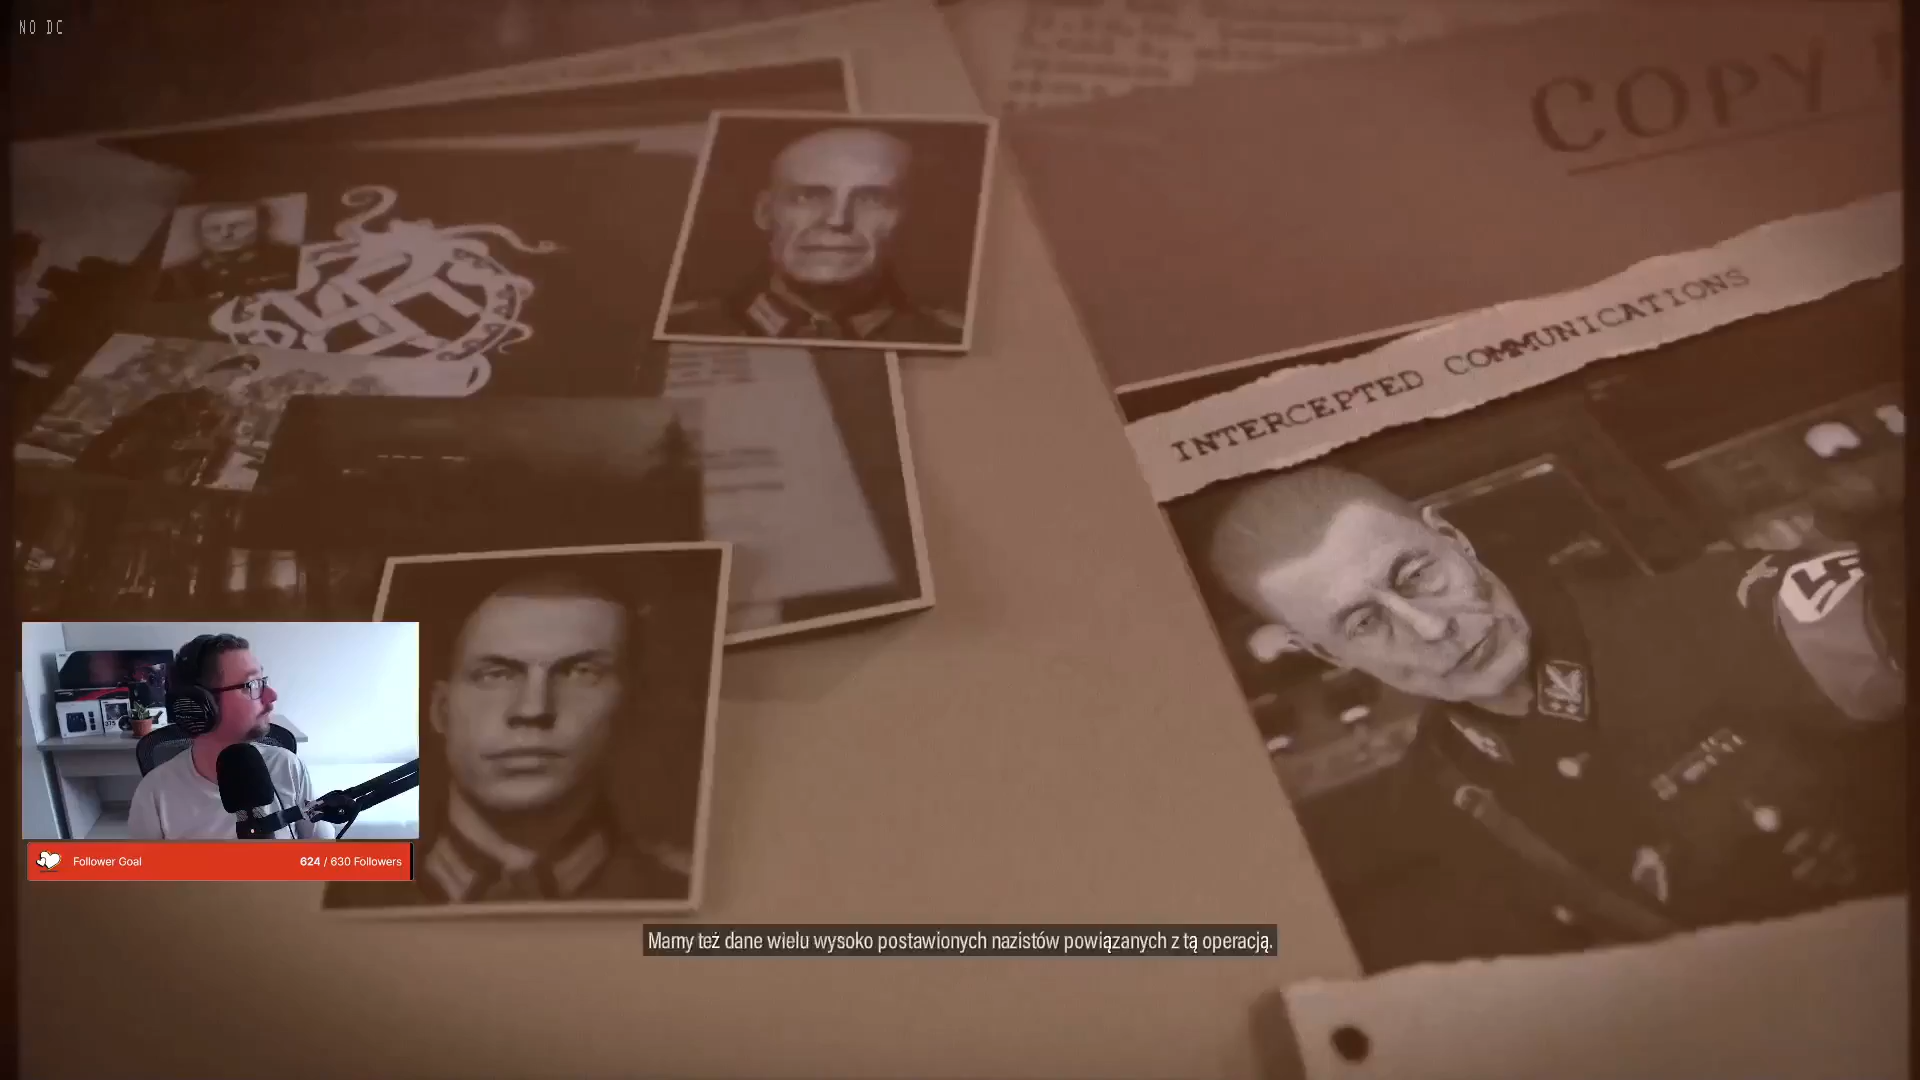 NO DC
COPY
INTERCEPTED COMMUNICATIONS
Follower Goal
624 / 630 Followers
Mamy też dane wielu wysoko postawionych nazistów powiązanych z tą operacją.